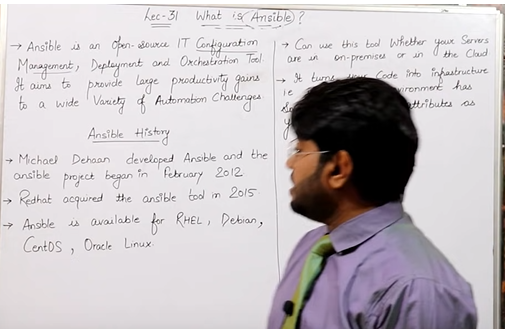 Lec-31 What is Ansible ?
→ Ansible is an Open-source IT Configuration
Management, Deployment and Orchestration Tool.
It aims to provide large productivity gains
to a wide Variety of Automation Challenges.
Ansible History
→ Michael Dehaan developed Ansible and the
ansible project began in February 2012
→ Redhat acquired the ansible tool in 2015
→ Ansible is available for RHEL, Debian,
CentOS, Oracle Linux.
→ Can use this tool Whether your Servers
are in on-premises or in the Cloud
→ It turns your Code into Infrastructure
i.e. has
attributes as